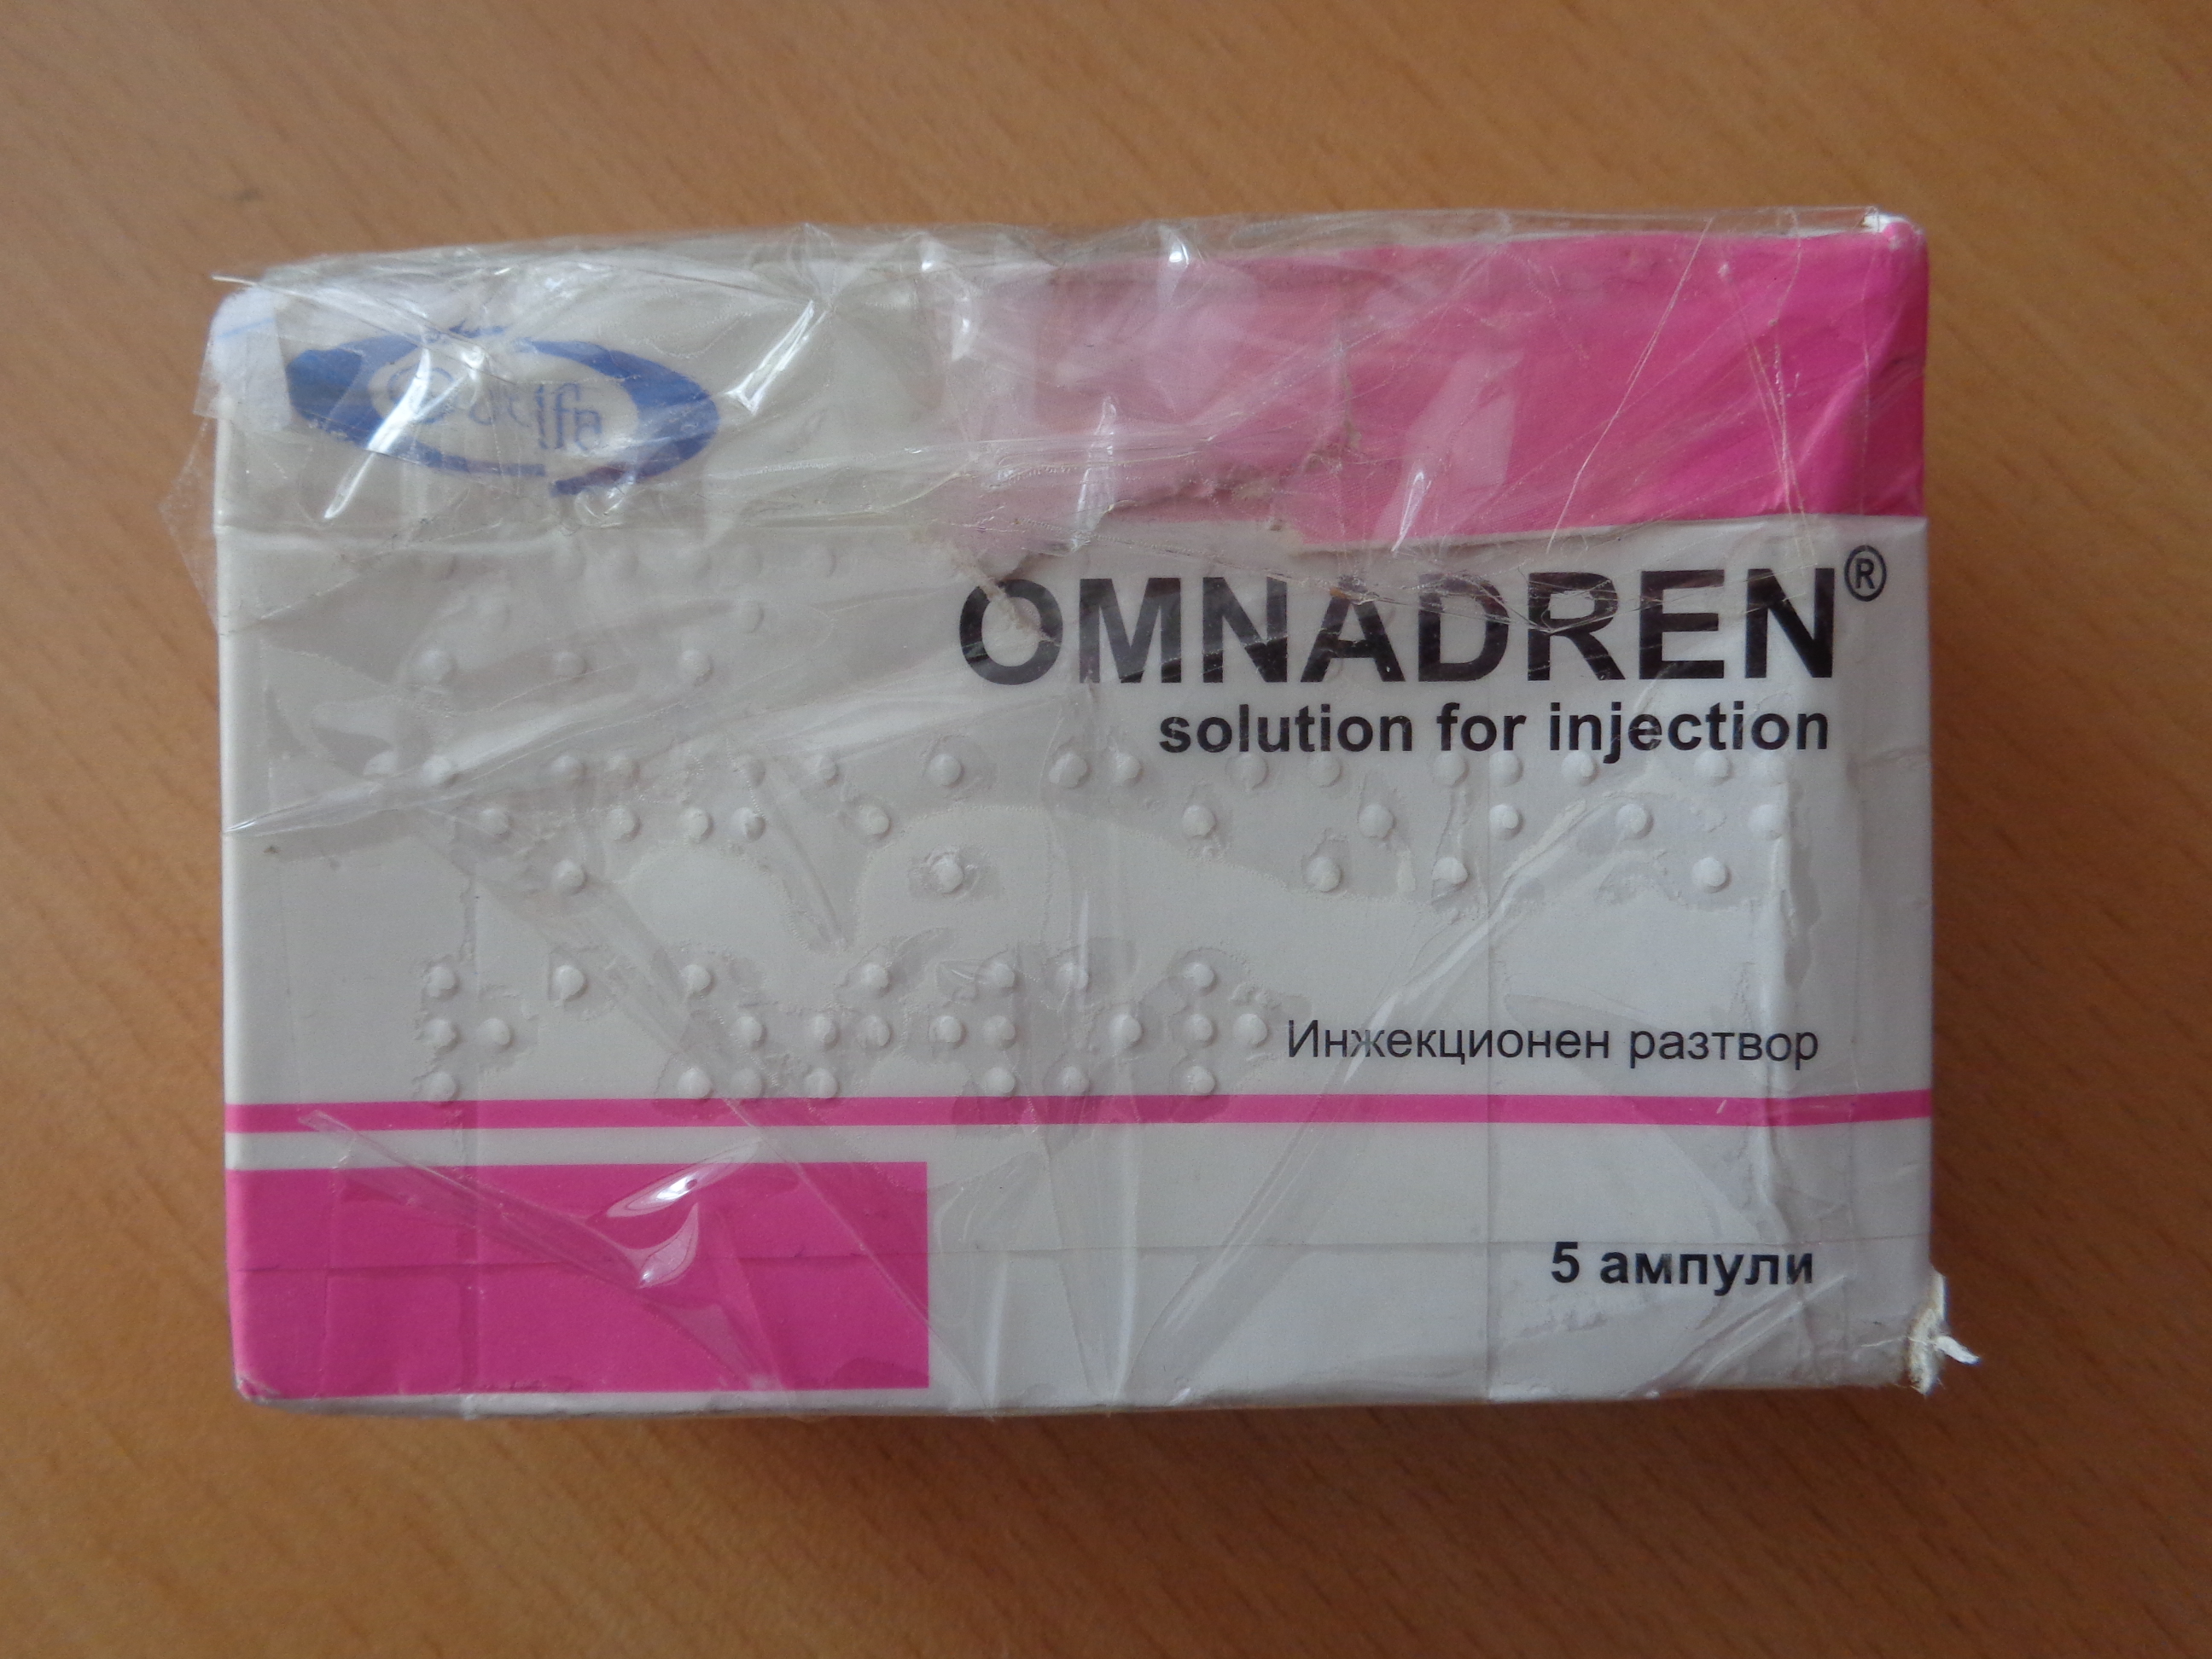 OMNADREN®
solution for injection
Инжекционен разтвор
5 ампули